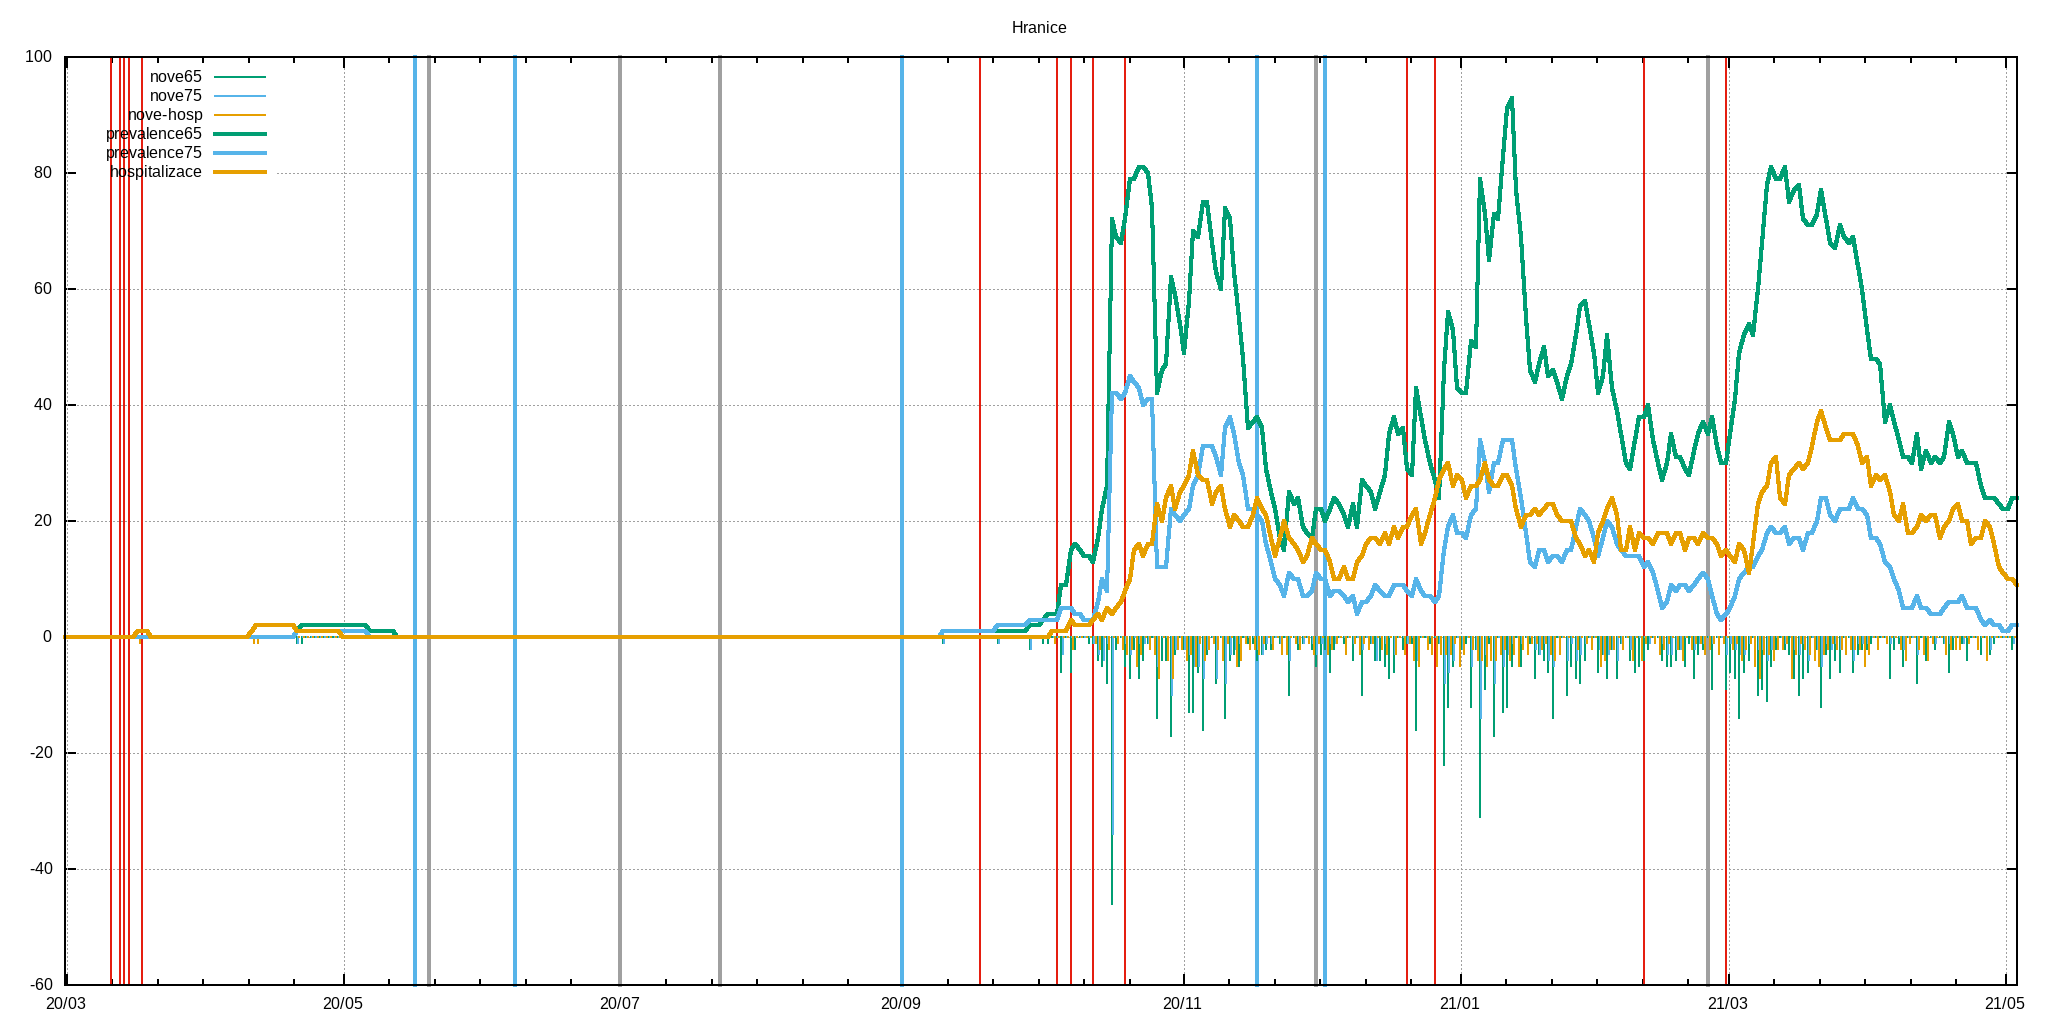 Hranice
100
80
60
40
20
0
-20
-40
-60
nove65
nove75
nove-hosp
prevalence65
prevalence75
hospitalizace
20/03 20/05 20/07 20/09 20/11 21/01 21/03 21/05